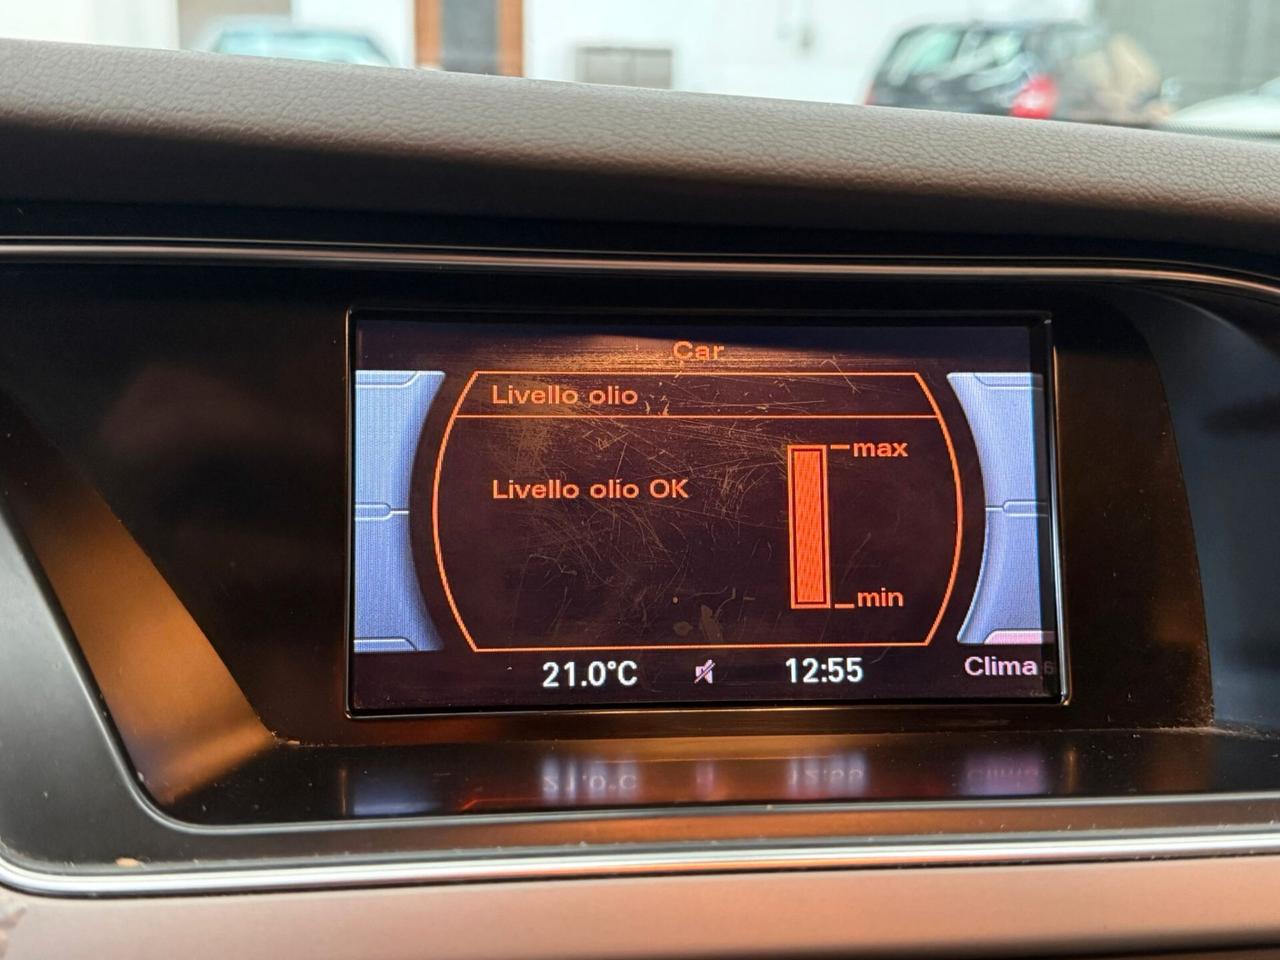 Car
Livello olio
max
Livello olio OK
min
21.0°C 12:55 Clima